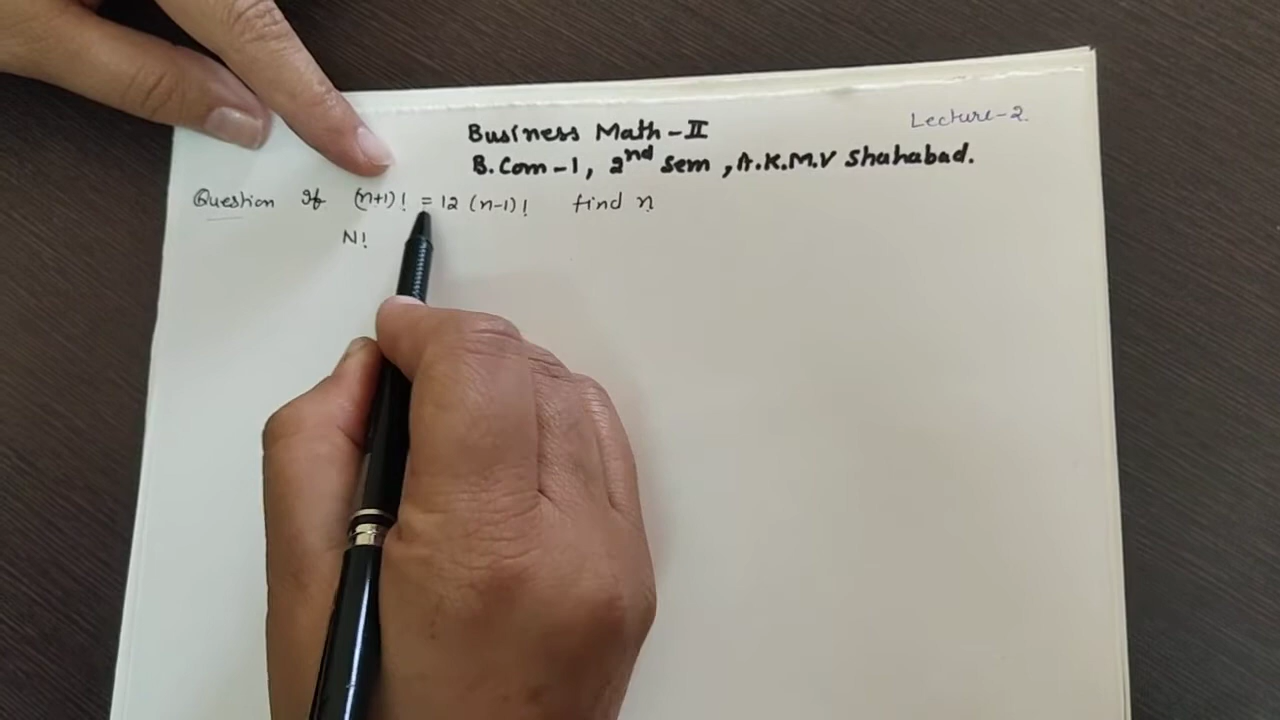 Lecture-2.
Business Math-II
B.Com-1, 2nd sem, A.K.M.V Shahabad.
Question If (n+1)! = 12 (n-1)! find n
N!